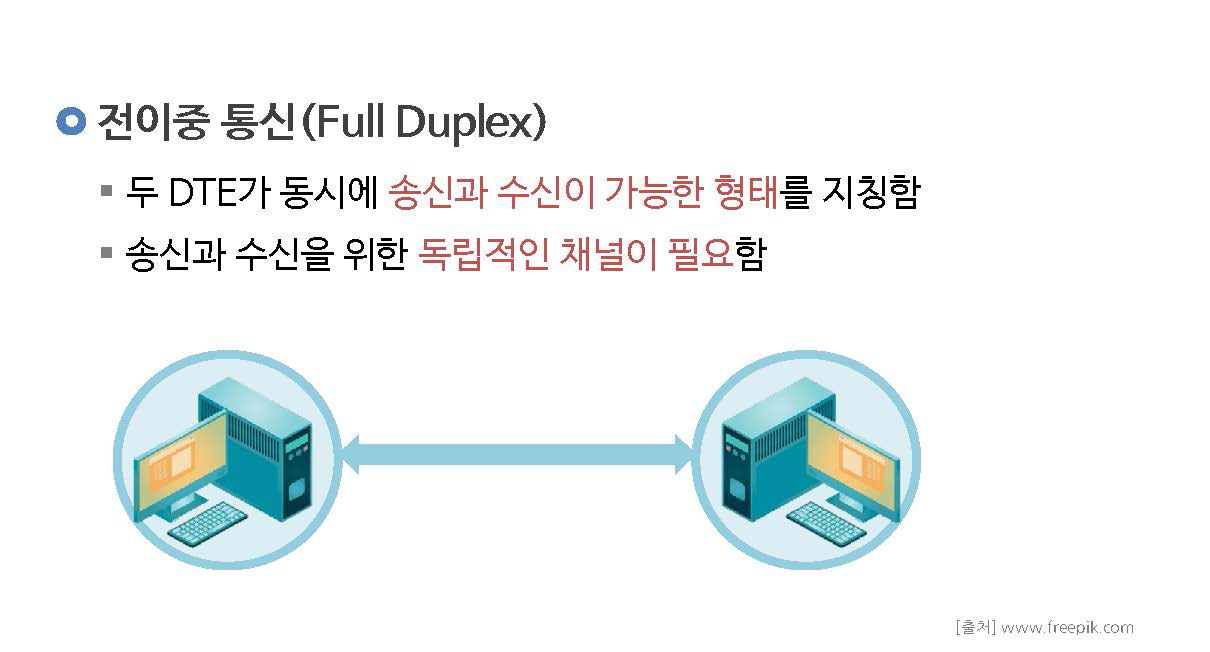 전이중 통신(Full Duplex)
두 DTE가 동시에 송신과 수신이 가능한 형태를 지칭함
송신과 수신을 위한 독립적인 채널이 필요함
[출처] www.freepik.com